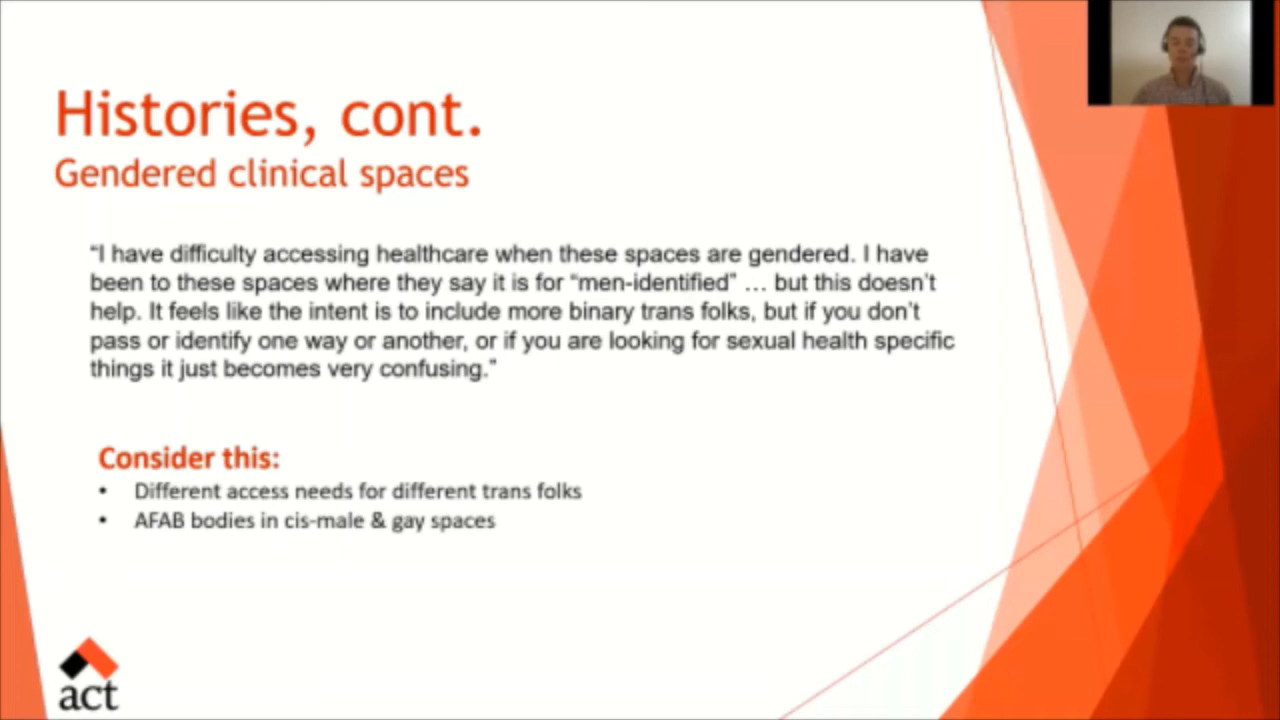 Histories, cont.
Gendered clinical spaces
“I have difficulty accessing healthcare when these spaces are gendered. I have
been to these spaces where they say it is for “men-identified” … but this doesn’t
help. It feels like the intent is to include more binary trans folks, but if you don’t
pass or identify one way or another, or if you are looking for sexual health specific
things it just becomes very confusing.”
Consider this:
• Different access needs for different trans folks
• AFAB bodies in cis-male & gay spaces
act